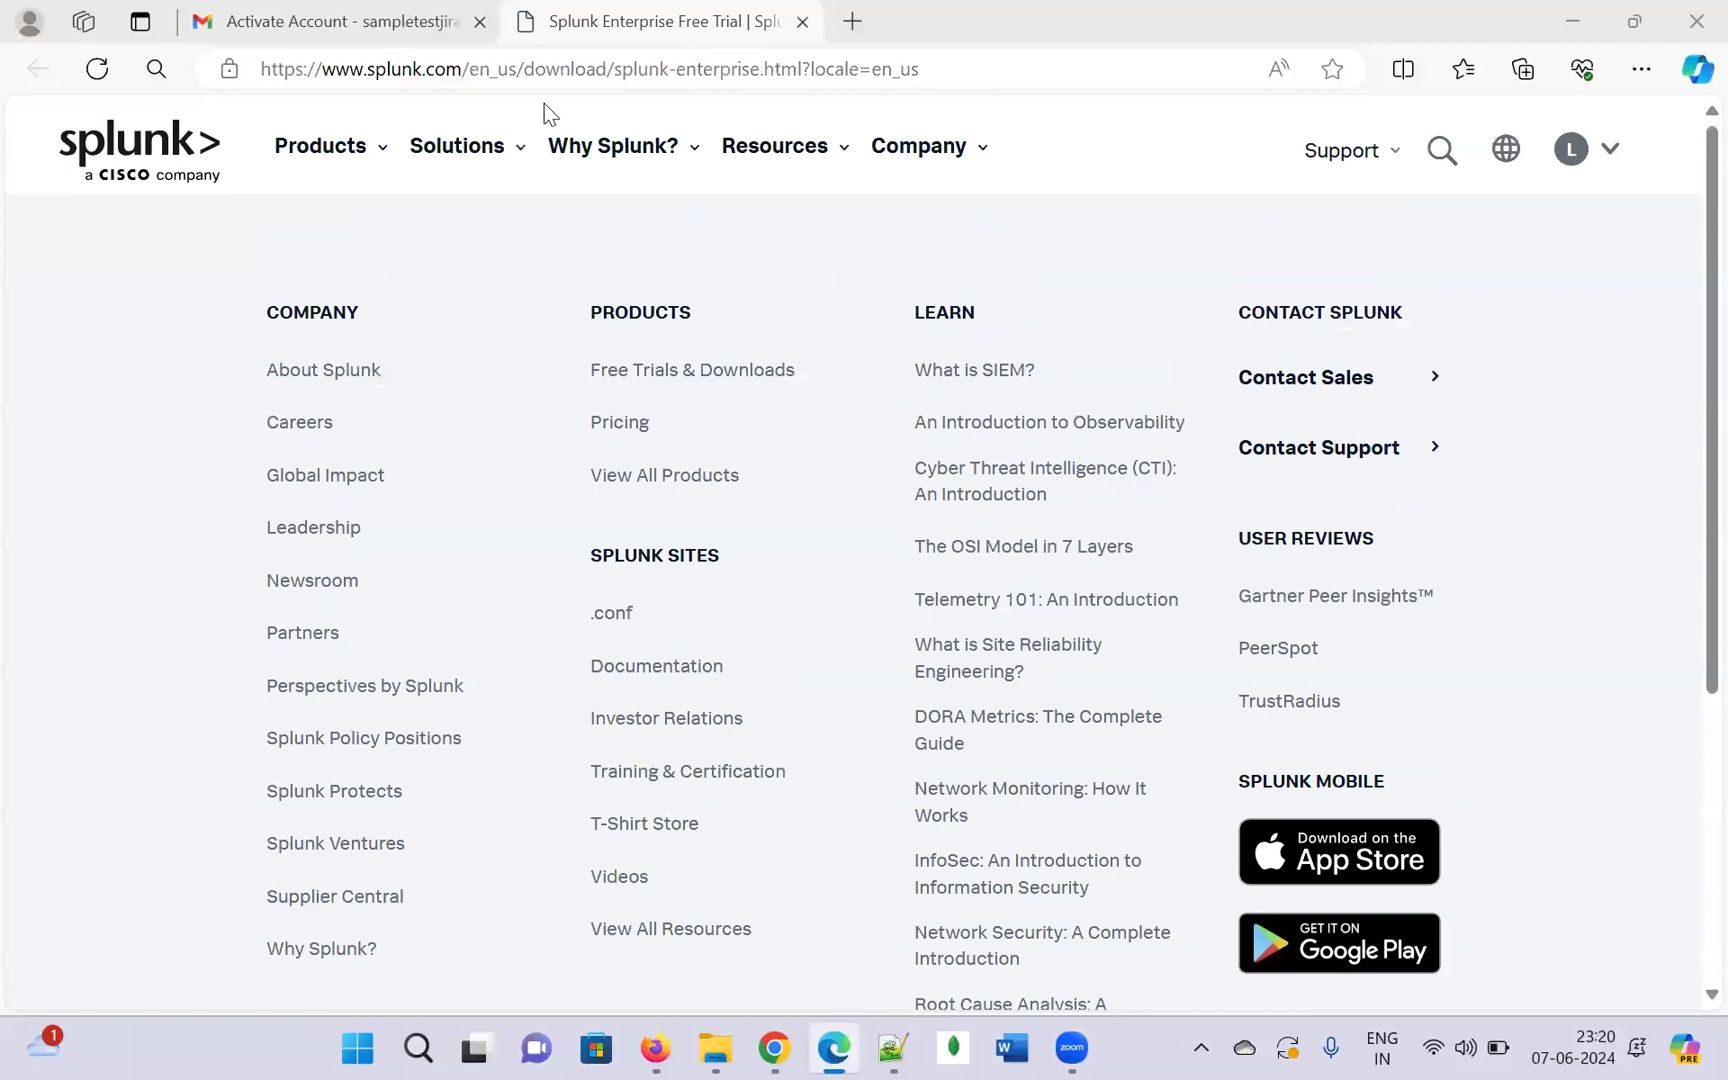 Activate Account - sampletestjira
Splunk Enterprise Free Trial | Splu
https://www.splunk.com/en_us/download/splunk-enterprise.html?locale=en_us
splunk>
a CISCO company
Products
Solutions
Why Splunk?
Resources
Company
Support
L
COMPANY
About Splunk
Careers
Global Impact
Leadership
Newsroom
Partners
Perspectives by Splunk
Splunk Policy Positions
Splunk Protects
Splunk Ventures
Supplier Central
Why Splunk?
PRODUCTS
Free Trials & Downloads
Pricing
View All Products
SPLUNK SITES
.conf
Documentation
Investor Relations
Training & Certification
T-Shirt Store
Videos
View All Resources
LEARN
What is SIEM?
An Introduction to Observability
Cyber Threat Intelligence (CTI):
An Introduction
The OSI Model in 7 Layers
Telemetry 101: An Introduction
What is Site Reliability
Engineering?
DORA Metrics: The Complete
Guide
Network Monitoring: How It
Works
InfoSec: An Introduction to
Information Security
Network Security: A Complete
Introduction
Root Cause Analysis: A
CONTACT SPLUNK
Contact Sales
Contact Support
USER REVIEWS
Gartner Peer Insights™
PeerSpot
TrustRadius
SPLUNK MOBILE
Download on the
App Store
GET IT ON
Google Play
1
W
zoom
ENG
IN
23:20
07-06-2024
PRE